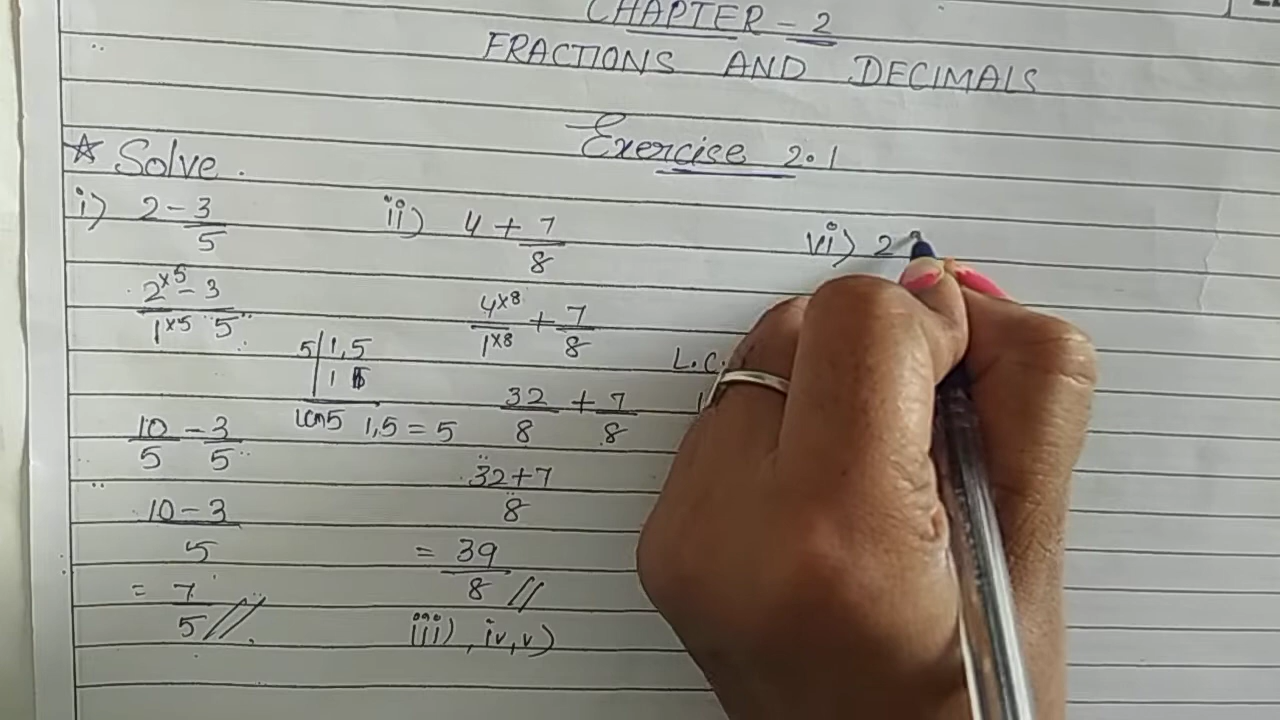 CHAPTER - 2
FRACTIONS AND DECIMALS
Exercise 2.1
☆ Solve.
i) 2 - 3/5
2×5/1×5 - 3/5
5 | 1, 5
1 5
LCM 5 1,5 = 5
10/5 - 3/5
10 - 3/5
= 7/5 //
ii) 4 + 7/8
4×8/1×8 + 7/8
L.C.
32/8 + 7/8
32+7/8
= 39/8 //
iii), iv, v)
vi) 2